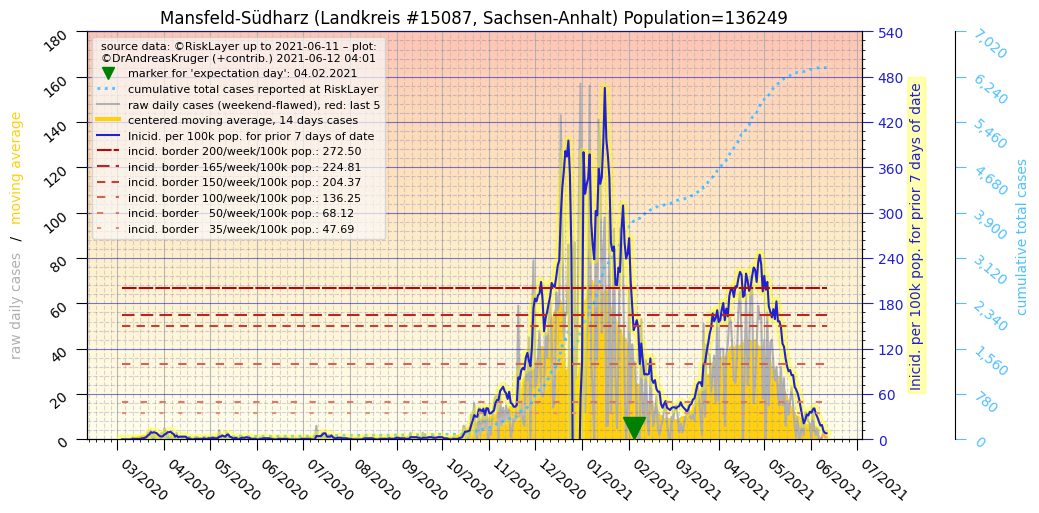 Mansfeld-Südharz (Landkreis #15087, Sachsen-Anhalt) Population=136249
source data: ©RiskLayer up to 2021-06-11 – plot:
©DrAndreasKruger (+contrib.) 2021-06-12 04:01
marker for 'expectation day': 04.02.2021
cumulative total cases reported at RiskLayer
raw daily cases (weekend-flawed), red: last 5
centered moving average, 14 days cases
Inicid. per 100k pop. for prior 7 days of date
incid. border 200/week/100k pop.: 272.50
incid. border 165/week/100k pop.: 224.81
incid. border 150/week/100k pop.: 204.37
incid. border 100/week/100k pop.: 136.25
incid. border   50/week/100k pop.: 68.12
incid. border   35/week/100k pop.: 47.69
raw daily cases / moving average
180
160
140
120
100
80
60
40
20
0
540
480
420
360
300
240
180
120
60
0
Inicid. per 100k pop. for prior 7 days of date
7,020
6,240
5,460
4,680
3,900
3,120
2,340
1,560
780
0
cumulative total cases
03/2020
04/2020
05/2020
06/2020
07/2020
08/2020
09/2020
10/2020
11/2020
12/2020
01/2021
02/2021
03/2021
04/2021
05/2021
06/2021
07/2021